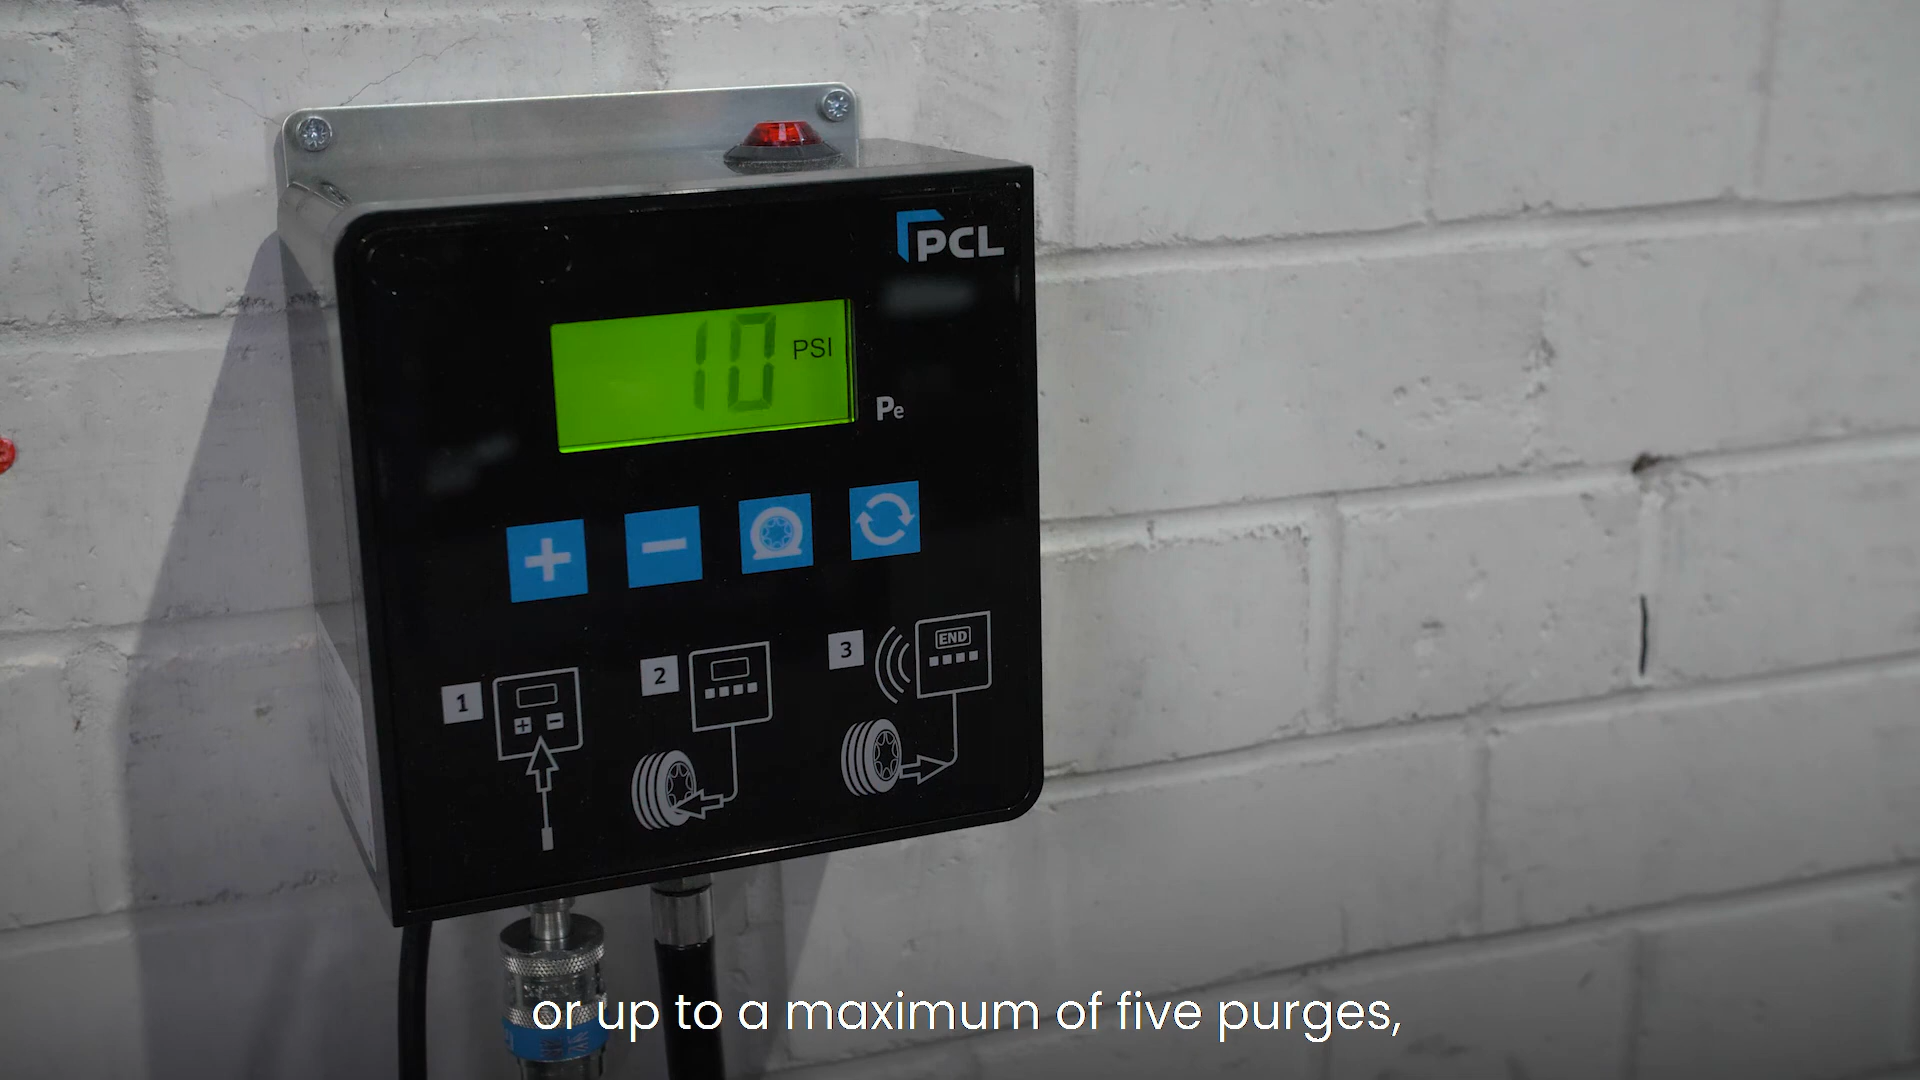 PCL
10 PSI
Pe
1
2
3
END
or up to a maximum of five purges,